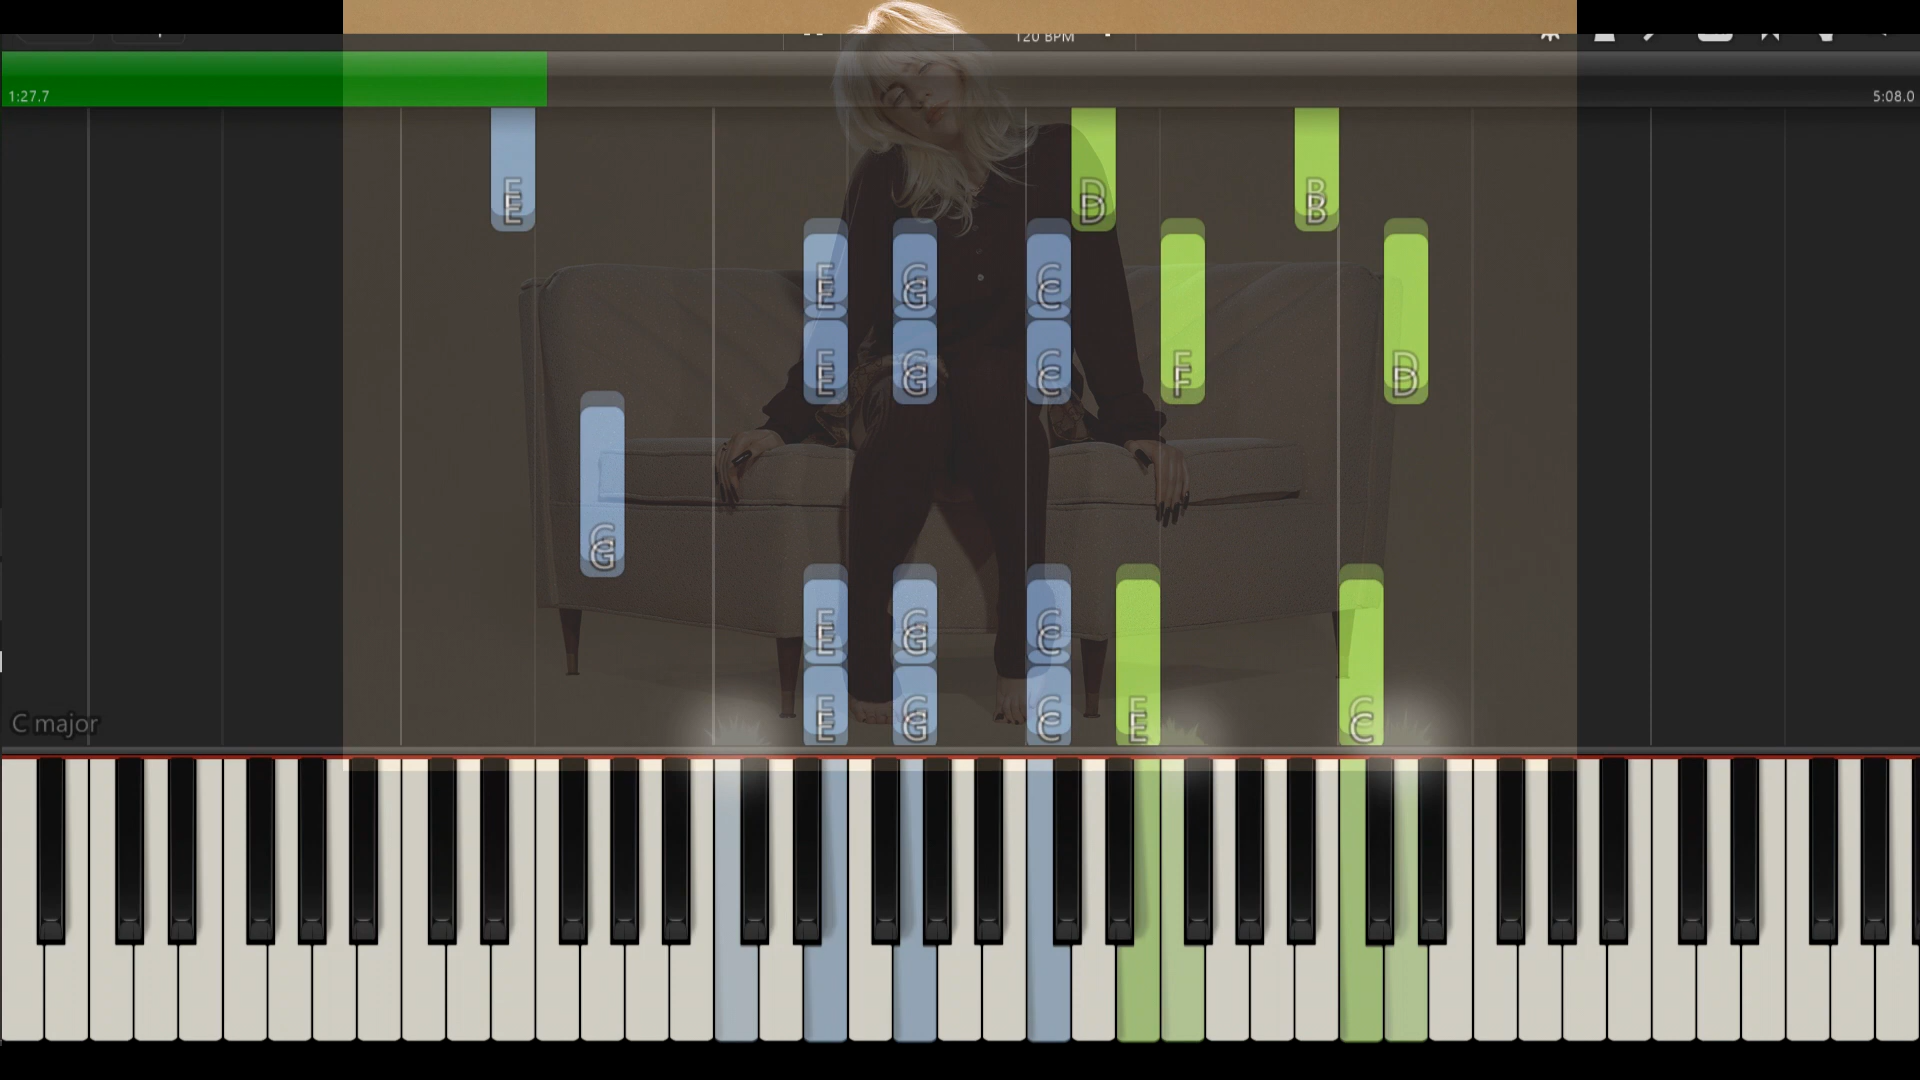 120 BPM
1:27.7 5:08.0
E D B
E G C
E G C F D
G
E G C
C major E G C E C